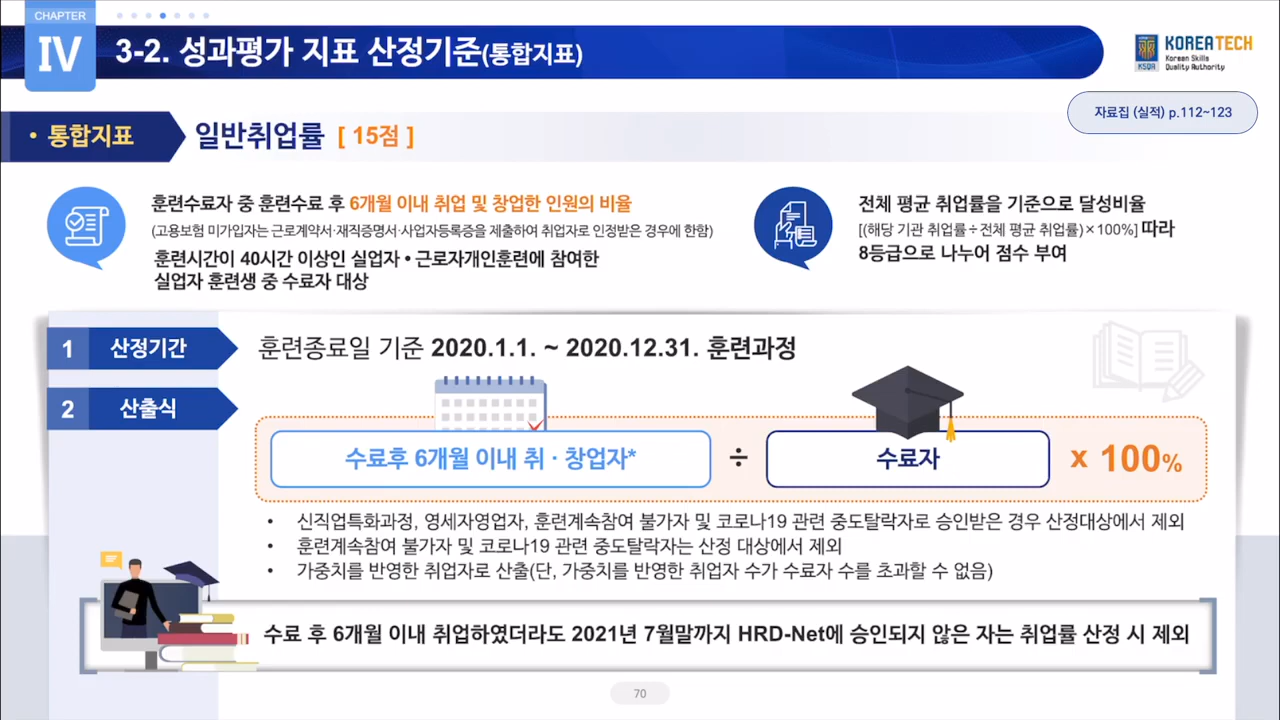 CHAPTER
IV
3-2. 성과평가 지표 산정기준(통합지표)
KSQA
KOREATECH
Korean Skills
Quality Authority
자료집 (실적) p.112~123
• 통합지표
일반취업률 [ 15점 ]
훈련수료자 중 훈련수료 후 6개월 이내 취업 및 창업한 인원의 비율
(고용보험 미가입자는 근로계약서·재직증명서·사업자등록증을 제출하여 취업자로 인정받은 경우에 한함)
훈련시간이 40시간 이상인 실업자 • 근로자개인훈련에 참여한
실업자 훈련생 중 수료자 대상
전체 평균 취업률을 기준으로 달성비율
[(해당 기관 취업률÷전체 평균 취업률)×100%] 따라
8등급으로 나누어 점수 부여
1 산정기간
훈련종료일 기준 2020.1.1. ~ 2020.12.31. 훈련과정
2 산출식
수료후 6개월 이내 취 · 창업자* ÷ 수료자 x 100%
• 신직업특화과정, 영세자영업자, 훈련계속참여 불가자 및 코로나19 관련 중도탈락자로 승인받은 경우 산정대상에서 제외
• 훈련계속참여 불가자 및 코로나19 관련 중도탈락자는 산정 대상에서 제외
• 가중치를 반영한 취업자로 산출(단, 가중치를 반영한 취업자 수가 수료자 수를 초과할 수 없음)
수료 후 6개월 이내 취업하였더라도 2021년 7월말까지 HRD-Net에 승인되지 않은 자는 취업률 산정 시 제외
70